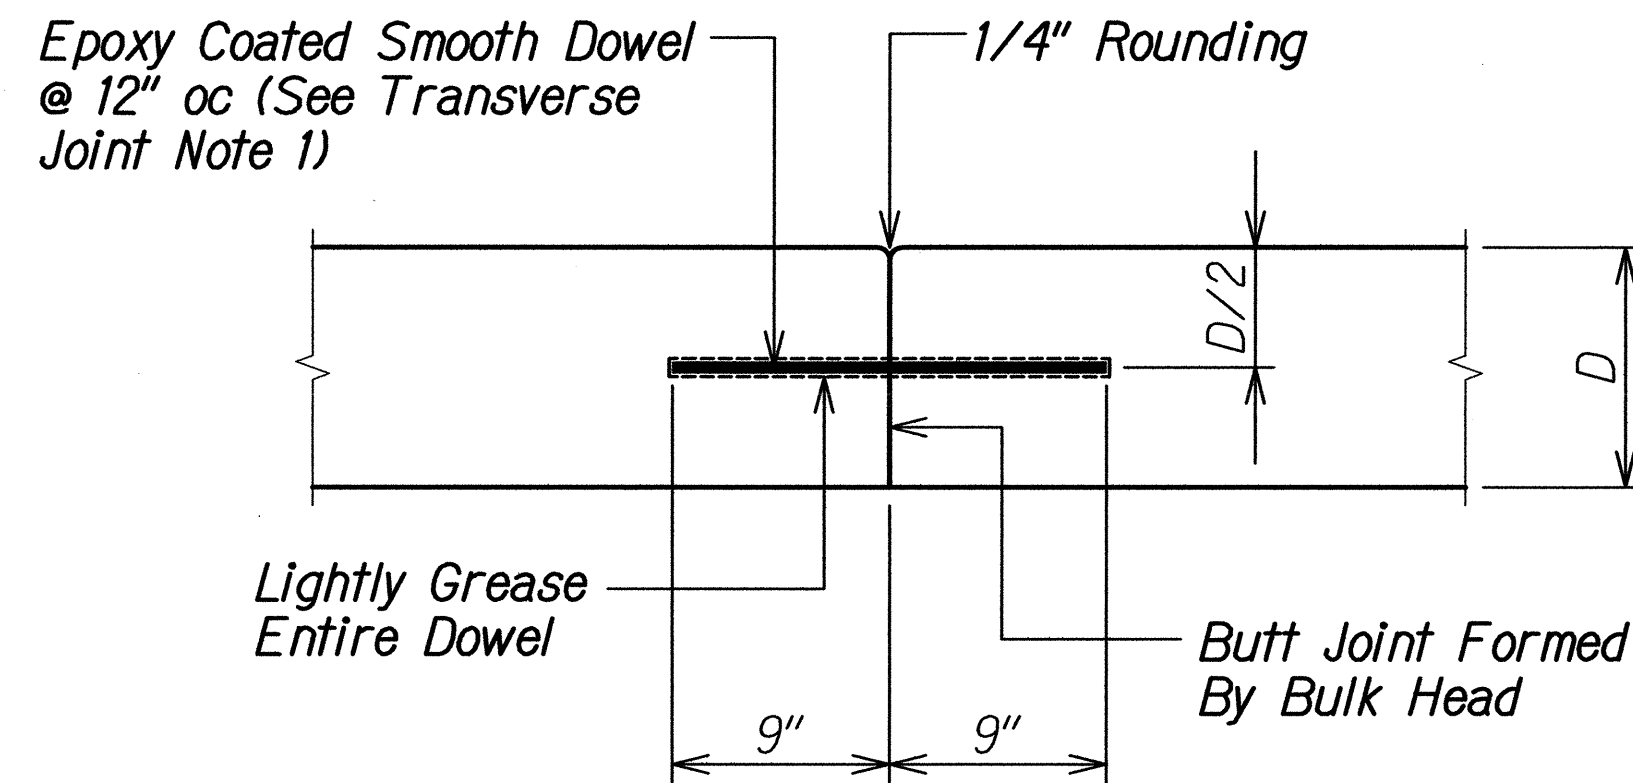 Epoxy Coated Smooth Dowel
@ 12" oc (See Transverse
Joint Note 1)
1/4" Rounding
D/2
D
Lightly Grease
Entire Dowel
Butt Joint Formed
By Bulk Head
9"
9"